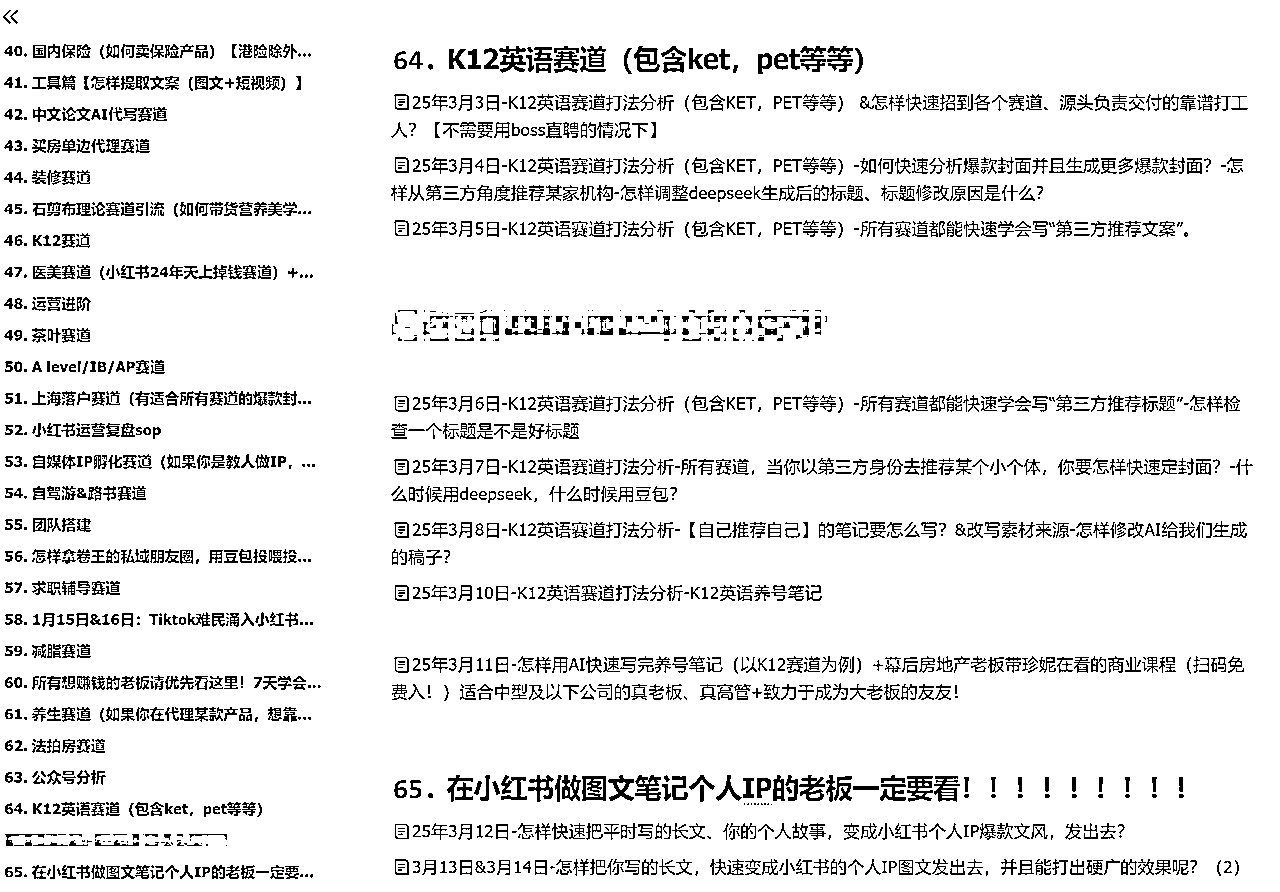 40. 国内保险（如何卖保险产品）【港险除外...
41. 工具篇【怎样提取文案（图文+短视频）】
42. 中文论文AI代写赛道
43. 买房单边代理赛道
44. 装修赛道
45. 石剪布理论赛道引流（如何带货营养美学...
46. K12赛道
47. 医美赛道（小红书24年天上掉钱赛道）+...
48. 运营进阶
49. 茶叶赛道
50. A level/IB/AP赛道
51. 上海落户赛道（有适合所有赛道的爆款封...
52. 小红书运营复盘sop
53. 自媒体IP孵化赛道（如果你是教人做IP，...
54. 自驾游&路书赛道
55. 团队搭建
56. 怎样拿卷王的私域朋友圈，用豆包投喂投...
57. 求职辅导赛道
58. 1月15日&16日：Tiktok难民涌入小红书...
59. 减脂赛道
60. 所有想赚钱的老板请优先看这里！7天学会...
61. 养生赛道（如果你在代理某款产品，想靠...
62. 法拍房赛道
63. 公众号分析
64. K12英语赛道（包含ket，pet等等）
65. 在小红书做图文笔记个人IP的老板一定要...
64. K12英语赛道（包含ket，pet等等）
25年3月3日-K12英语赛道打法分析（包含KET，PET等等） &怎样快速招到各个赛道、源头负责交付的靠谱打工
人？【不需要用boss直聘的情况下】
25年3月4日-K12英语赛道打法分析（包含KET，PET等等）-如何快速分析爆款封面并且生成更多爆款封面？-怎
样从第三方角度推荐某家机构-怎样调整deepseek生成后的标题、标题修改原因是什么？
25年3月5日-K12英语赛道打法分析（包含KET，PET等等）-所有赛道都能快速学会写“第三方推荐文案”。
25年3月6日-K12英语赛道打法分析（包含KET，PET等等）-所有赛道都能快速学会写“第三方推荐标题”-怎样检
查一个标题是不是好标题
25年3月7日-K12英语赛道打法分析-所有赛道，当你以第三方身份去推荐某个小个体，你要怎样快速定封面？-什
么时候用deepseek，什么时候用豆包？
25年3月8日-K12英语赛道打法分析-【自己推荐自己】的笔记要怎么写？&改写素材来源-怎样修改AI给我们生成
的稿子？
25年3月10日-K12英语赛道打法分析-K12英语养号笔记
25年3月11日-怎样用AI快速写完养号笔记（以K12赛道为例）+幕后房地产老板带珍妮在看的商业课程（扫码免
费入！）适合中型及以下公司的真老板、真高管+致力于成为大老板的友友！
65. 在小红书做图文笔记个人IP的老板一定要看！！！！！！！！！
25年3月12日-怎样快速把平时写的长文、你的个人故事，变成小红书个人IP爆款文风，发出去？
3月13日&3月14日-怎样把你写的长文，快速变成小红书的个人IP图文发出去，并且能打出硬广的效果呢？（2）